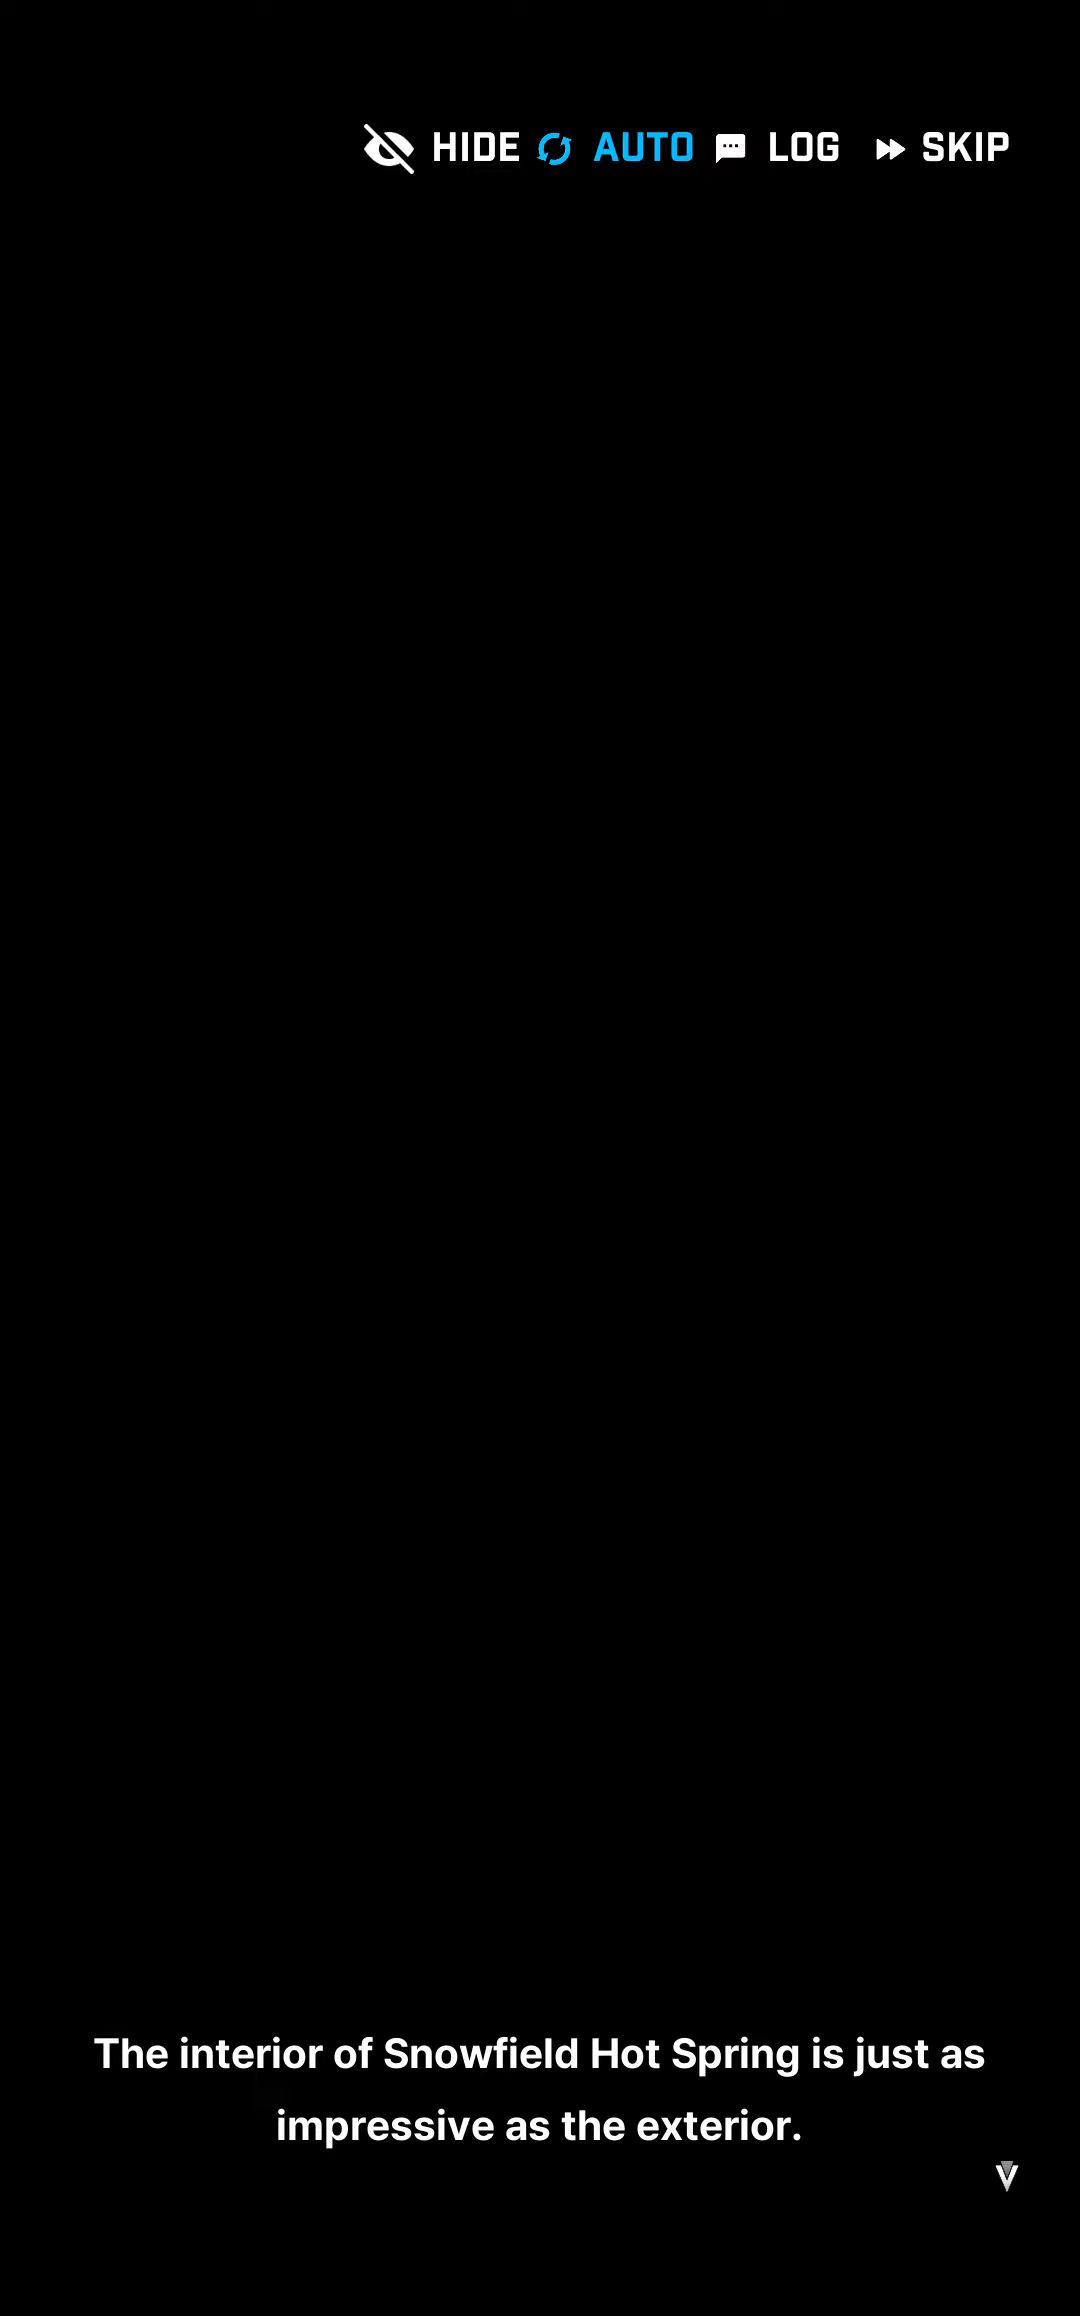 HIDE AUTO LOG SKIP
The interior of Snowfield Hot Spring is just as
impressive as the exterior.